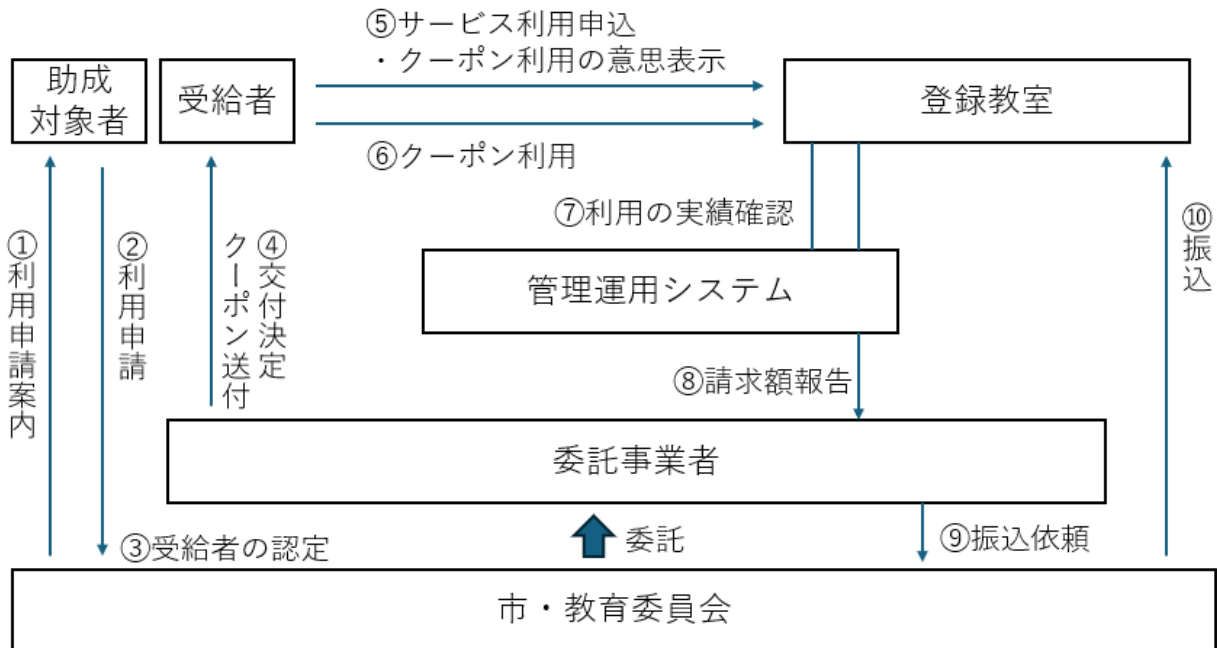 ⑤サービス利用申込
・クーポン利用の意思表示
助成
対象者
受給者
登録教室
⑥クーポン利用
⑦利用の実績確認
①利用申請案内
②利用申請
④交付決定
クーポン送付
⑩振込
管理運用システム
⑧請求額報告
委託事業者
③受給者の認定
委託
⑨振込依頼
市・教育委員会